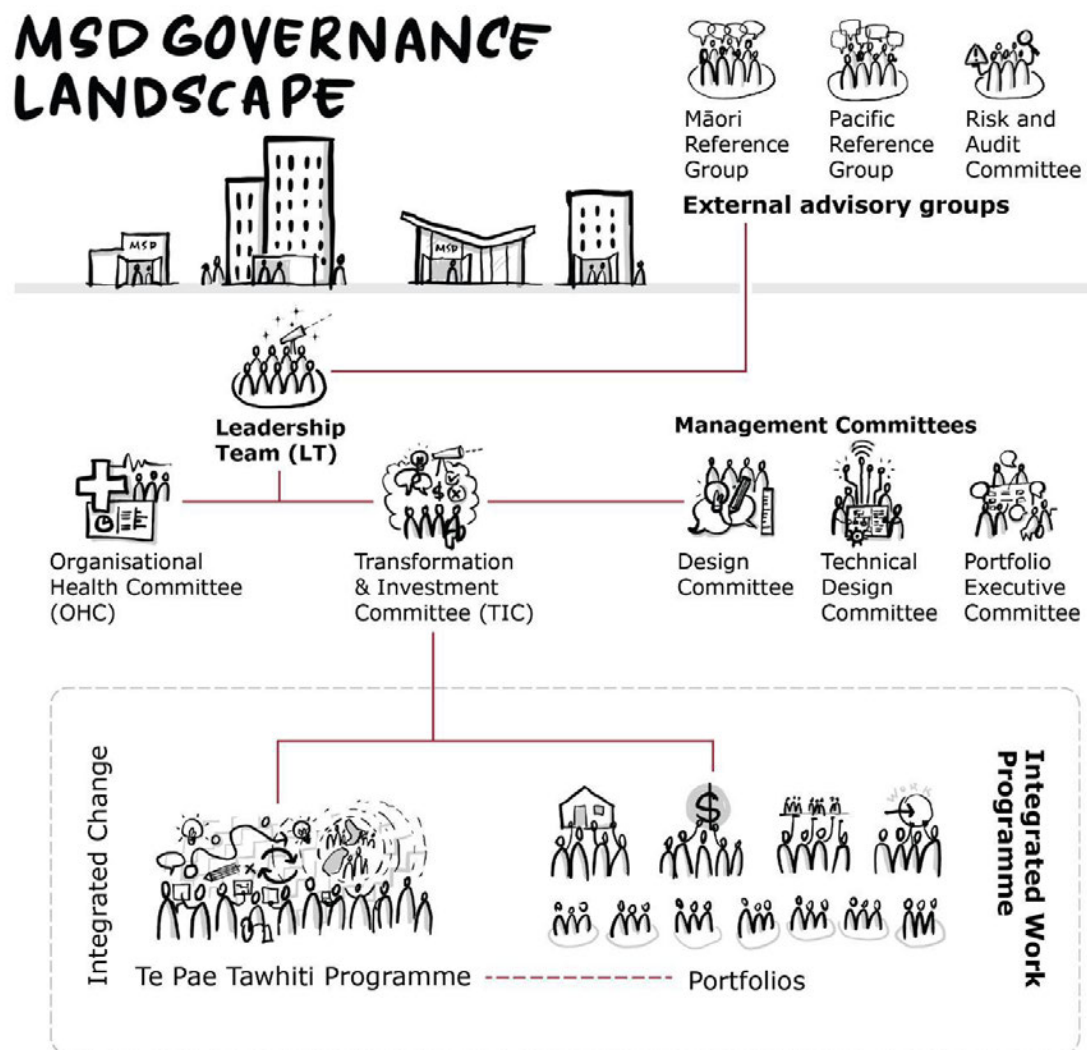 MSD GOVERNANCE
LANDSCAPE
Māori
Reference
Group
Pacific
Reference
Group
Risk and
Audit
Committee
External advisory groups
MSD
MSD
Leadership
Team (LT)
Management Committees
Organisational
Health Committee
(OHC)
Transformation
& Investment
Committee (TIC)
Design
Committee
Technical
Design
Committee
Portfolio
Executive
Committee
Integrated Change
Integrated Work
Programme
$
$
WORK
Te Pae Tawhiti Programme
Portfolios